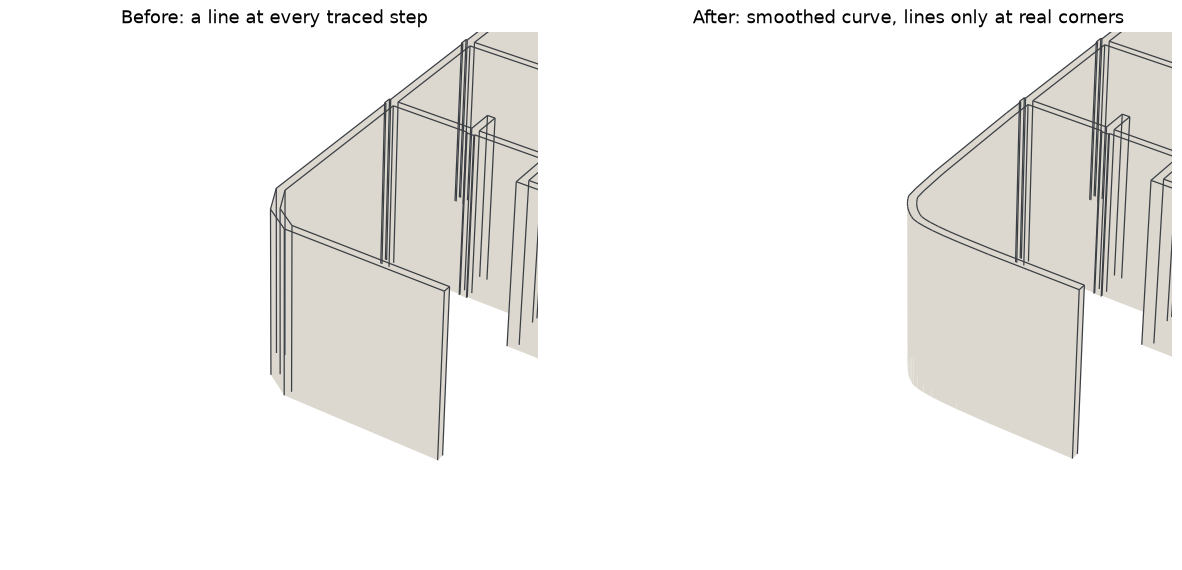 Before: a line at every traced step
After: smoothed curve, lines only at real corners